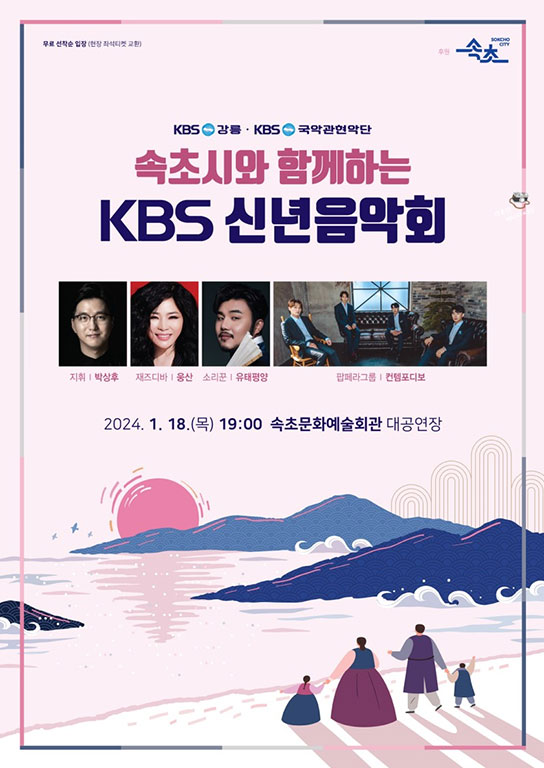 무료 선착순 입장 (현장 좌석티켓 교환)
후원 속초 SOKCHO CITY
KBS 강릉 · KBS 국악관현악단
속초시와 함께하는
KBS 신년음악회
지휘 | 박상후
재즈디바 | 웅산
소리꾼 | 유태평양
팝페라그룹 | 컨템포디보
2024. 1. 18.(목) 19:00 속초문화예술회관 대공연장